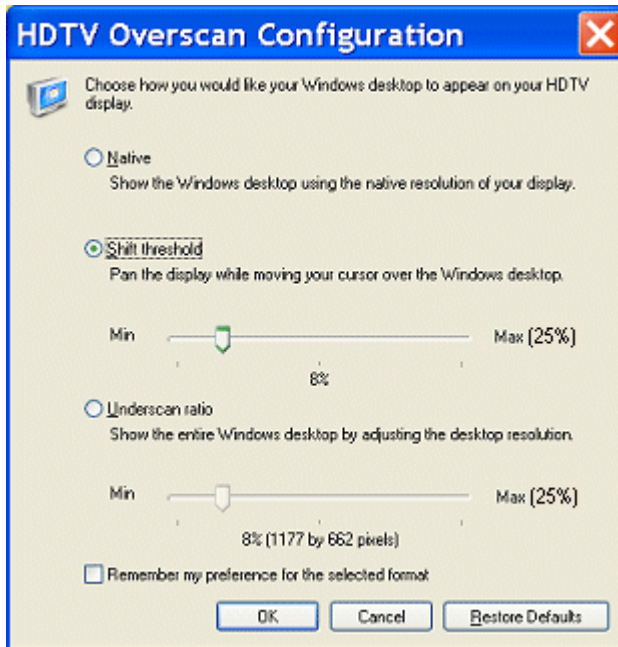 HDTV Overscan Configuration
Choose how you would like your Windows desktop to appear on your HDTV
display.
Native
Show the Windows desktop using the native resolution of your display.
Shift threshold
Pan the display while moving your cursor over the Windows desktop.
Min Max (25%)
8%
Underscan ratio
Show the entire Windows desktop by adjusting the desktop resolution.
Min Max (25%)
8% (1177 by 662 pixels)
Remember my preference for the selected format
OK Cancel Restore Defaults